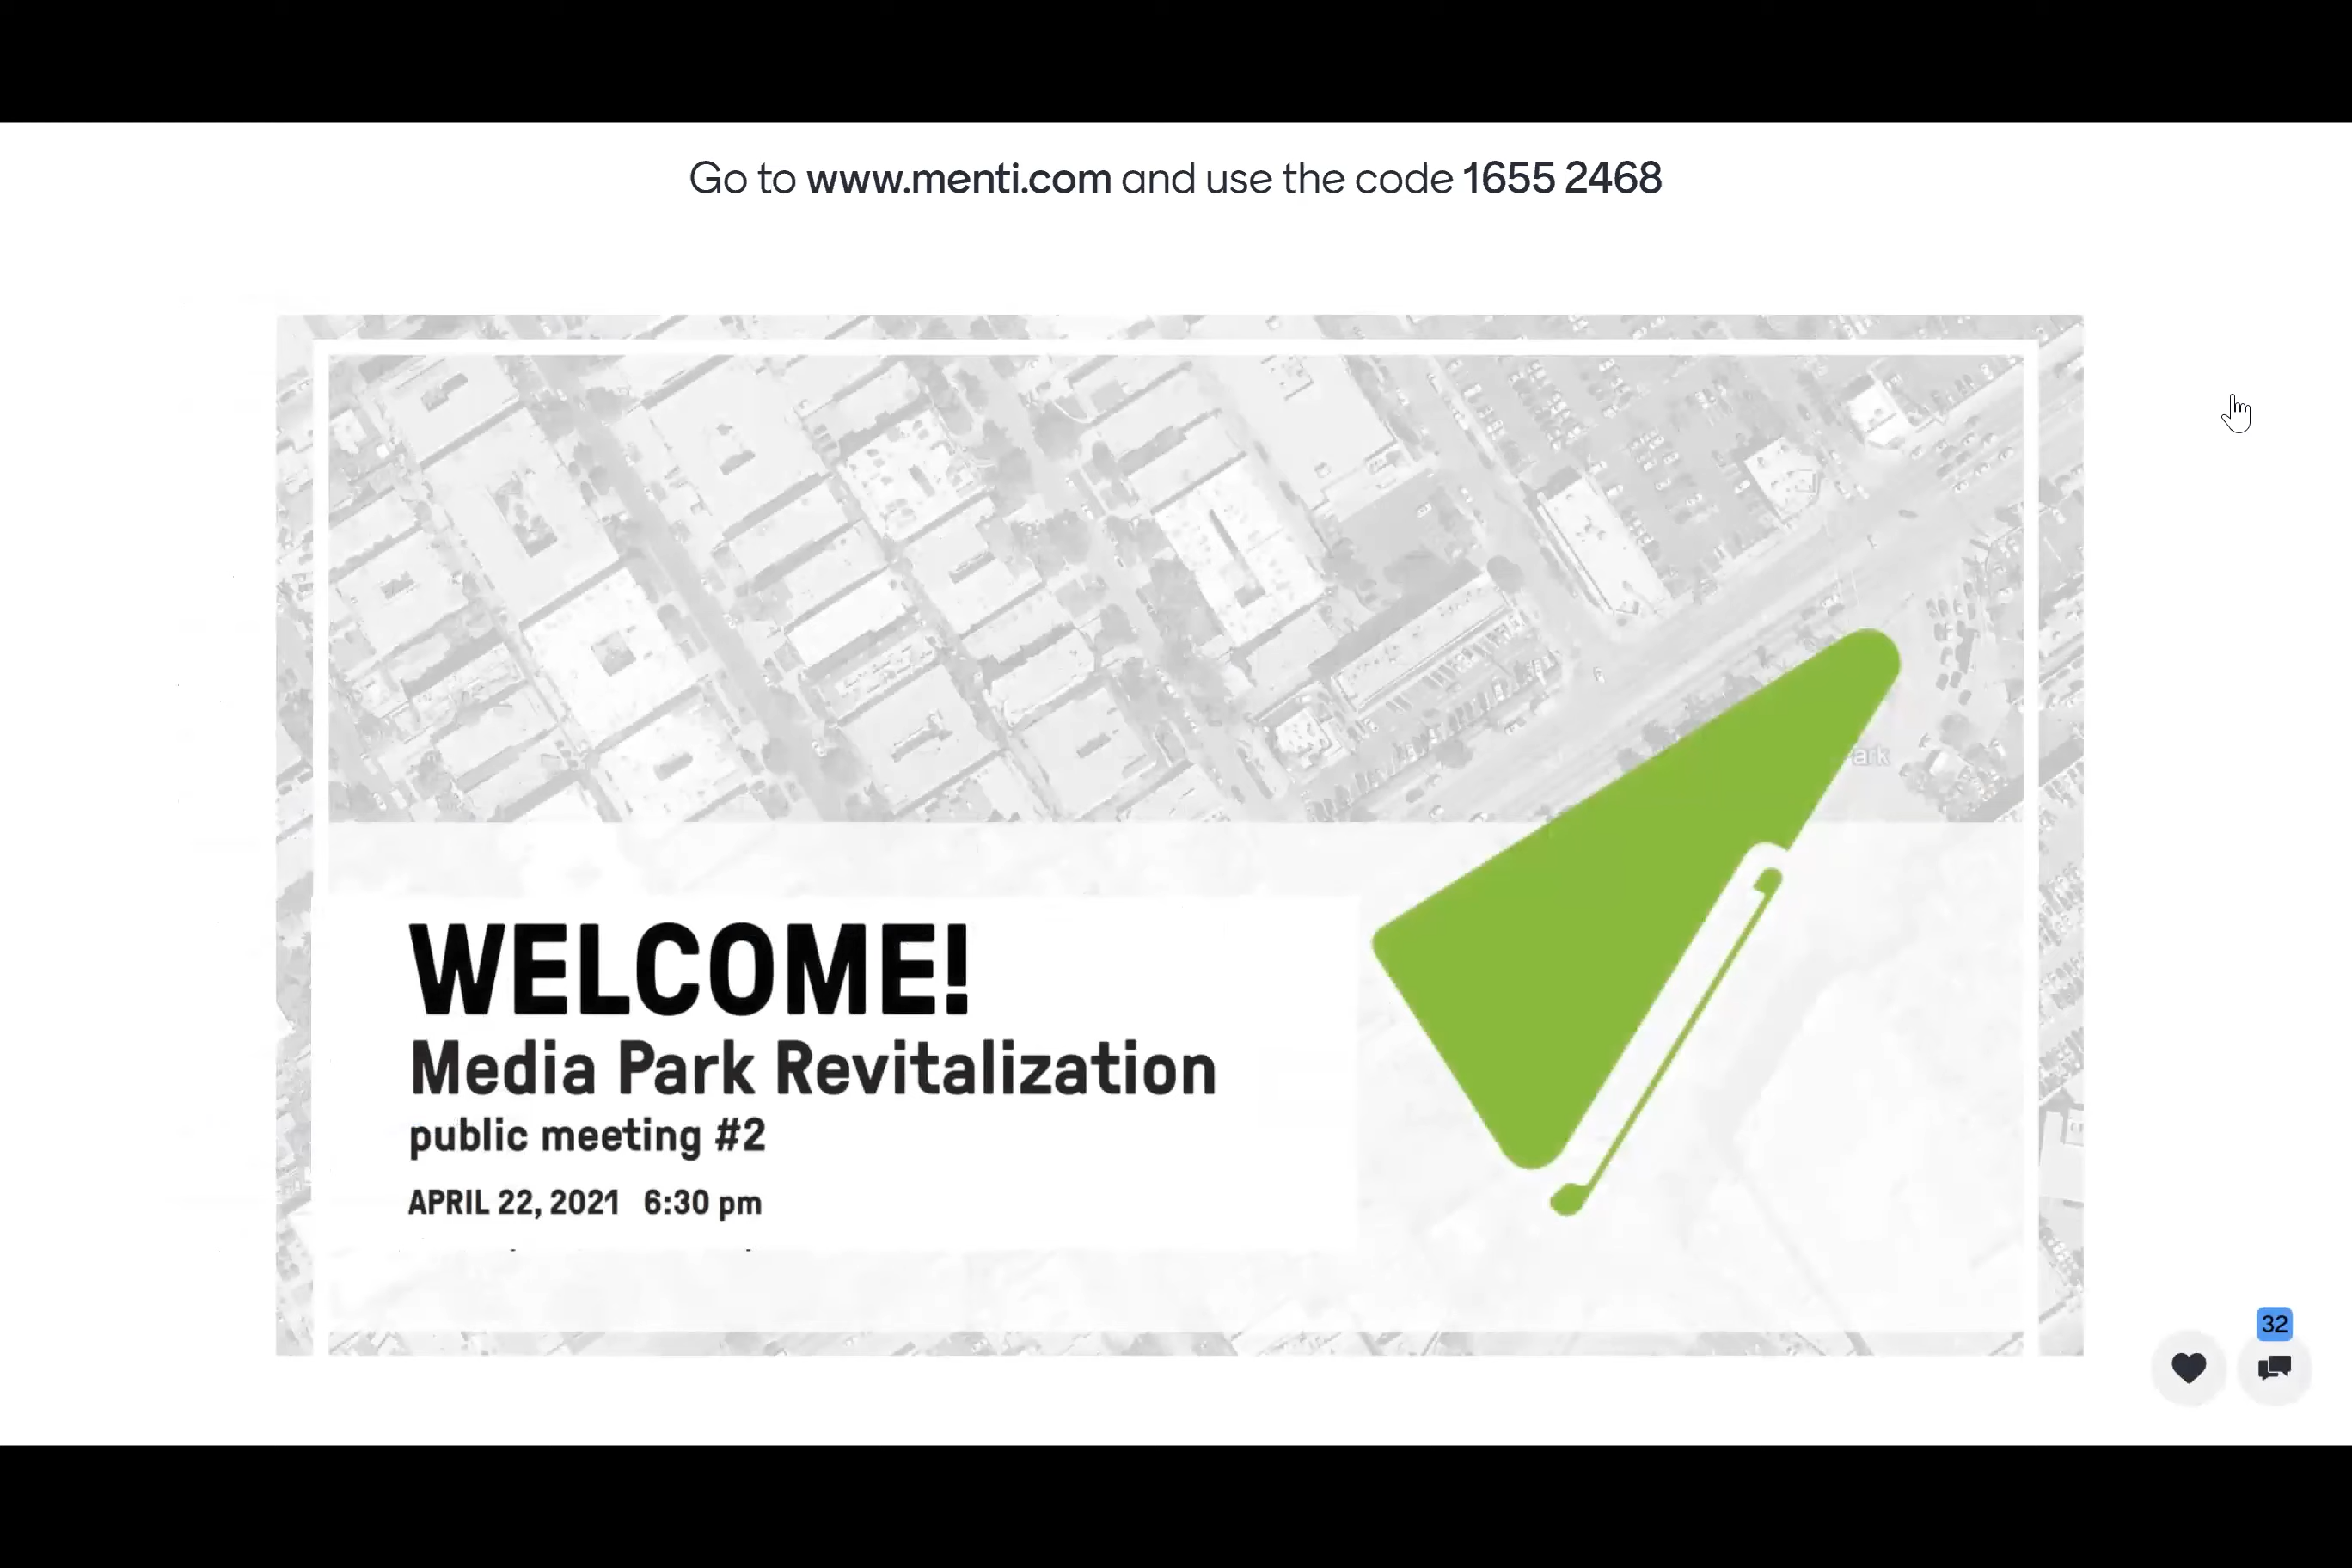 Go to www.menti.com and use the code 1655 2468
Park
WELCOME!
Media Park Revitalization
public meeting #2
APRIL 22, 2021 6:30 pm
32